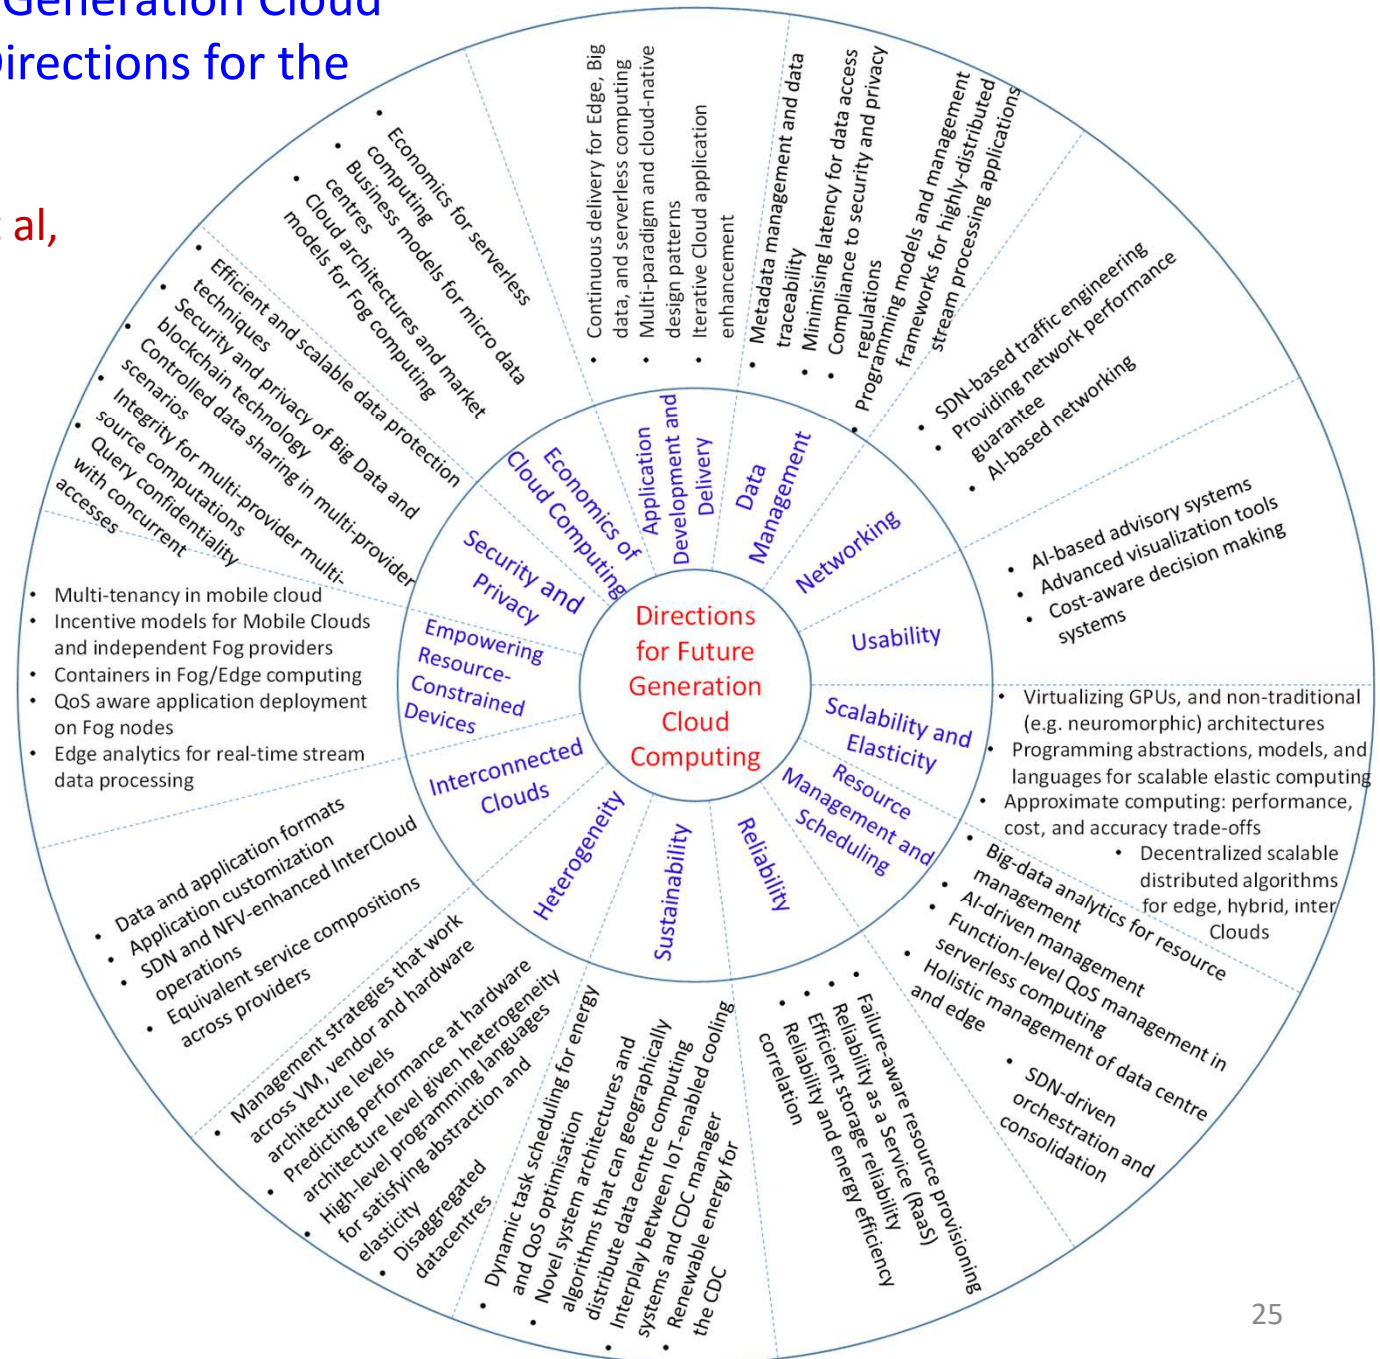 Generation Cloud
Directions for the
t al,
Directions
for Future
Generation
Cloud
Computing
Application
Development and
Delivery
Continuous delivery for Edge, Big
data, and serverless computing
Multi-paradigm and cloud-native
design patterns
Iterative Cloud application
enhancement
Data
Management
Metadata management and data
traceability
Minimising latency for data access
Compliance to security and privacy
regulations
Programming models and management
frameworks for highly-distributed
stream processing applications
Networking
SDN-based traffic engineering
Providing network performance
guarantee
AI-based networking
Usability
AI-based advisory systems
Advanced visualization tools
Cost-aware decision making
systems
Scalability and
Elasticity
Virtualizing GPUs, and non-traditional
(e.g. neuromorphic) architectures
Programming abstractions, models, and
languages for scalable elastic computing
Approximate computing: performance,
cost, and accuracy trade-offs
Decentralized scalable
distributed algorithms
for edge, hybrid, inter
Clouds
Resource
Management and
Scheduling
Big-data analytics for resource
management
AI-driven management
Function-level QoS management in
serverless computing
Holistic management of data centre
and edge
SDN-driven
orchestration and
consolidation
Reliability
Failure-aware resource provisioning
Reliability as a Service (RaaS)
Efficient storage reliability
Reliability and energy efficiency
correlation
Sustainability
Dynamic task scheduling for energy
and QoS optimisation
Novel system architectures and
algorithms that can geographically
distribute data centre computing
Interplay between IoT-enabled cooling
systems and CDC manager
Renewable energy for
the CDC
Heterogeneity
Management strategies that work
across VM, vendor and hardware
architecture levels
Predicting performance at hardware
architecture level given heterogeneity
High-level programming languages
for satisfying abstraction and
elasticity
Disaggregated
datacentres
Interconnected
Clouds
Data and application formats
Application customization
SDN and NFV-enhanced InterCloud
operations
Equivalent service compositions
across providers
Empowering
Resource-
Constrained
Devices
Multi-tenancy in mobile cloud
Incentive models for Mobile Clouds
and independent Fog providers
Containers in Fog/Edge computing
QoS aware application deployment
on Fog nodes
Edge analytics for real-time stream
data processing
Security and
Privacy
Efficient and scalable data protection
techniques
Security and privacy of Big Data and
blockchain technology
Controlled data sharing in multi-provider
scenarios
Integrity for multi-provider multi-
source computations
Query confidentiality
with concurrent
accesses
Economics of
Cloud Computing
Economics for serverless
computing
Business models for micro data
centres
Cloud architectures and market
models for Fog computing
25